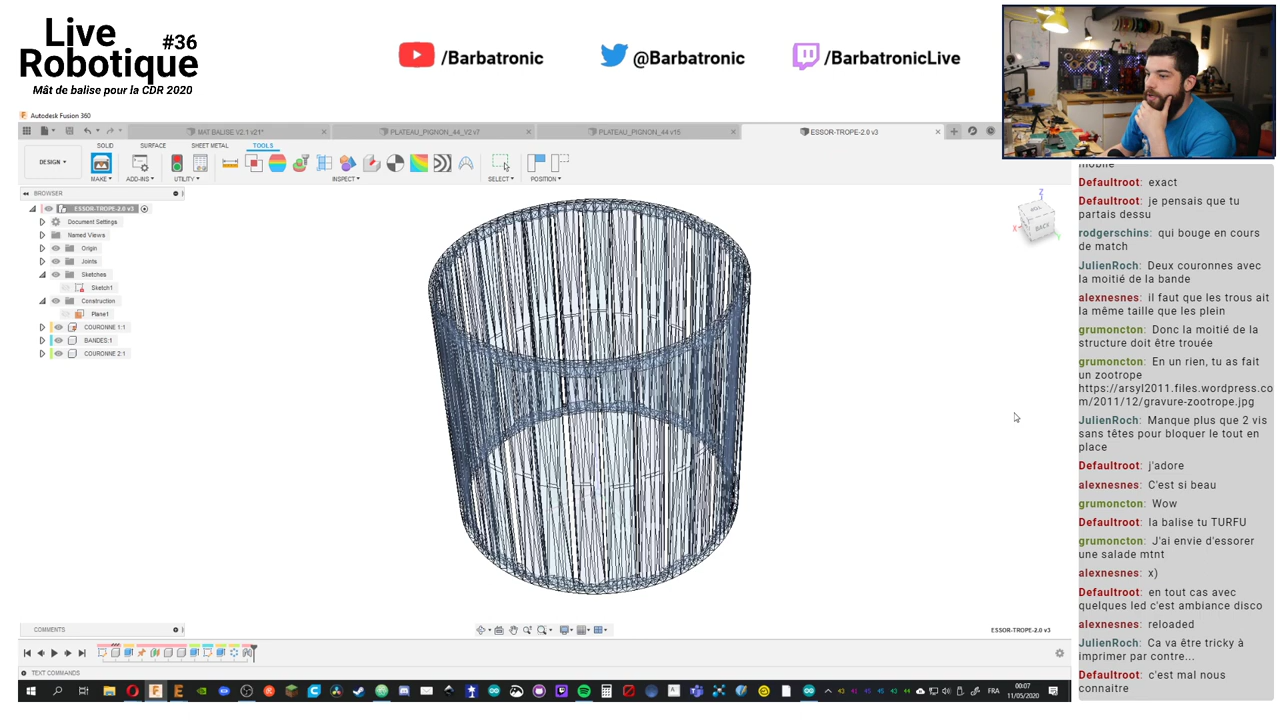 Live
Robotique #36
Mât de balise pour la CDR 2020
/Barbatronic
@Barbatronic
/BarbatronicLive
Autodesk Fusion 360
MAT BALISE V2.1 v21*
PLATEAU_PIGNON_44_V2 v7
PLATEAU_PIGNON_44 v15
ESSOR-TROPE-2.0 v3
SOLID
SURFACE
SHEET METAL
TOOLS
DESIGN
MAKE
ADD-INS
UTILITY
INSPECT
SELECT
POSITION
BROWSER
ESSOR-TROPE-2.0 v3
Document Settings
Named Views
Origin
Joints
Sketches
Sketch1
Construction
Plane1
COURONNE 1:1
BANDES:1
COURONNE 2:1
Z
TOP
BACK
X
mobile
Defaultroot: exact
Defaultroot: je pensais que tu
partais dessu
rodgerschins: qui bouge en cours
de match
JulienRoch: Deux couronnes avec
la moitié de la bande
alexnesnes: il faut que les trous ait
la même taille que les plein
grumoncton: Donc la moitié de la
structure doit être trouée
grumoncton: En un rien, tu as fait
un zootrope
https://arsyl2011.files.wordpress.co
m/2011/12/gravure-zootrope.jpg
JulienRoch: Manque plus que 2 vis
sans têtes pour bloquer le tout en
place
Defaultroot: j'adore
alexnesnes: C'est si beau
grumoncton: Wow
Defaultroot: la balise tu TURFU
grumoncton: J'ai envie d'essorer
une salade mtnt
alexnesnes: x)
Defaultroot: en tout cas avec
quelques led c'est ambiance disco
alexnesnes: reloaded
JulienRoch: Ca va être tricky à
imprimer par contre...
Defaultroot: c'est mal nous
connaitre
COMMENTS
ESSOR-TROPE-2.0 v3
TEXT COMMANDS
FRA
00:07
11/05/2020